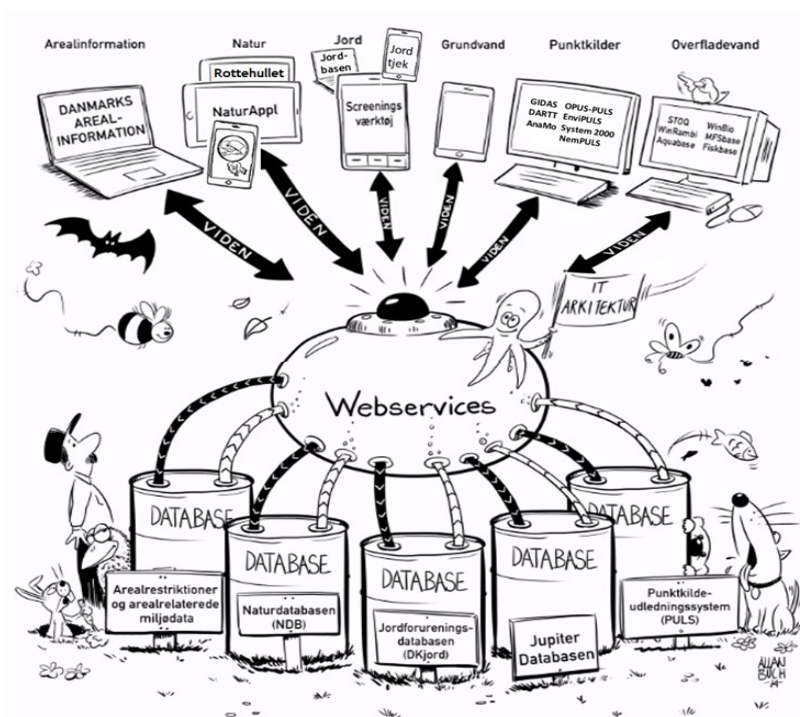 Arealinformation
Natur
Jord
Grundvand
Punktkilder
Overfladevand
Rottehullet
Jord-
basen
Jord
tjek
DANMARKS
AREAL-
INFORMATION
NaturAppl
Screenings
værktøj
GIDAS OPUS-PULS
DARTT EnviPULS
AnaMo System 2000
NemPULS
STOQ WinBio
WinRambi MFSbase
Aquabase Fiskbase
VIDEN
VIDEN
VIDEN
VIDEN
VIDEN
VIDEN
IT
ARKITEKTUR
Webservices
DATABASE
DATABASE
DATABASE
DATABASE
DATABASE
Arealrestriktioner
og arealrelaterede
miljødata
Naturdatabasen
(NDB)
Jordforurenings-
databasen
(DKjord)
Jupiter
Databasen
Punktkilde-
udledningssystem
(PULS)
ALLAN
BUCH
14